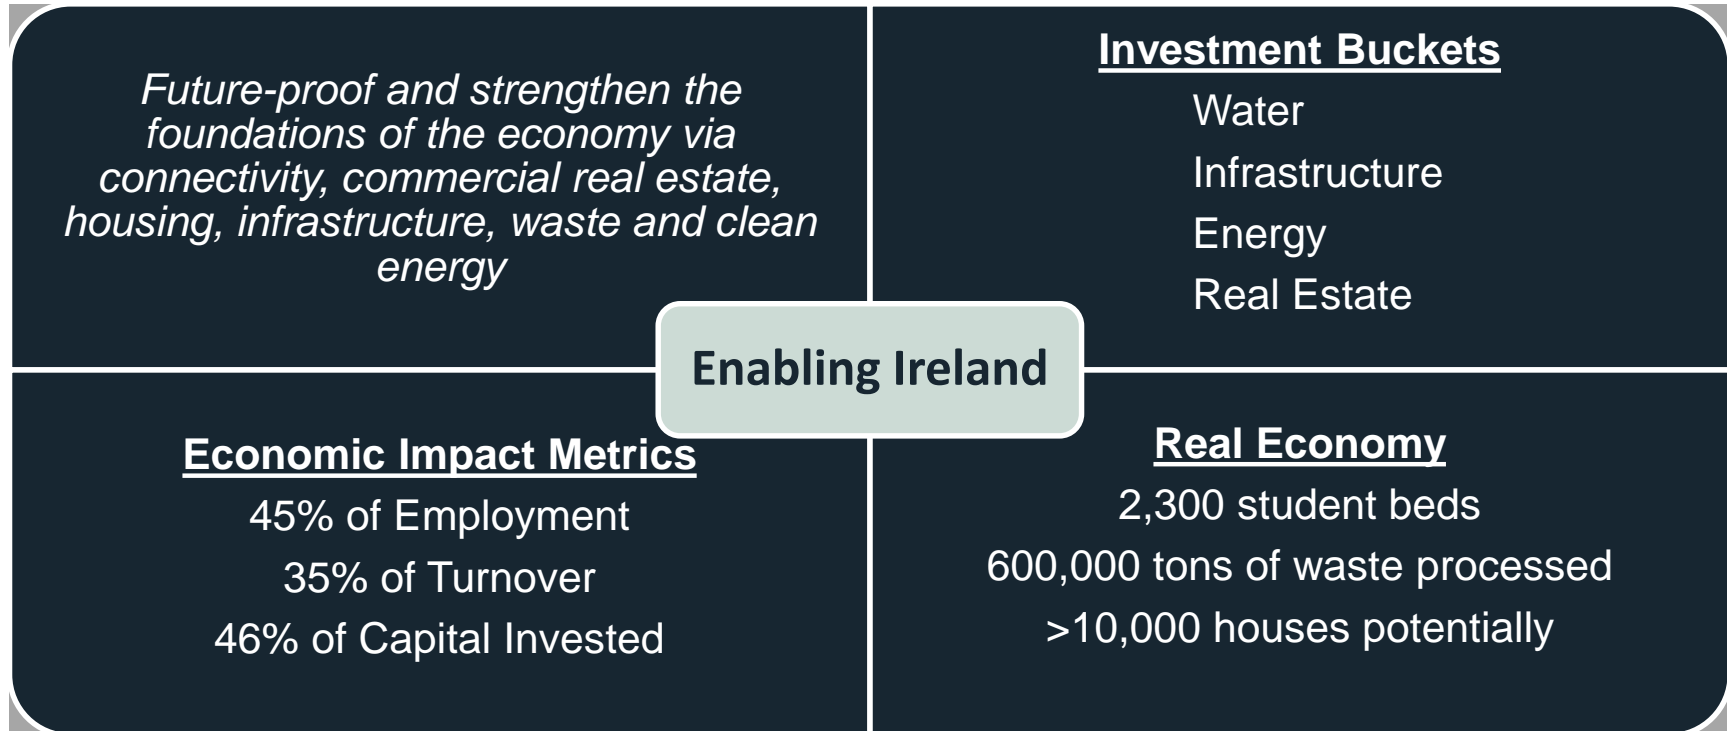 Future-proof and strengthen the
foundations of the economy via
connectivity, commercial real estate,
housing, infrastructure, waste and clean
energy
Investment Buckets
Water
Infrastructure
Energy
Real Estate
Enabling Ireland
Economic Impact Metrics
45% of Employment
35% of Turnover
46% of Capital Invested
Real Economy
2,300 student beds
600,000 tons of waste processed
>10,000 houses potentially